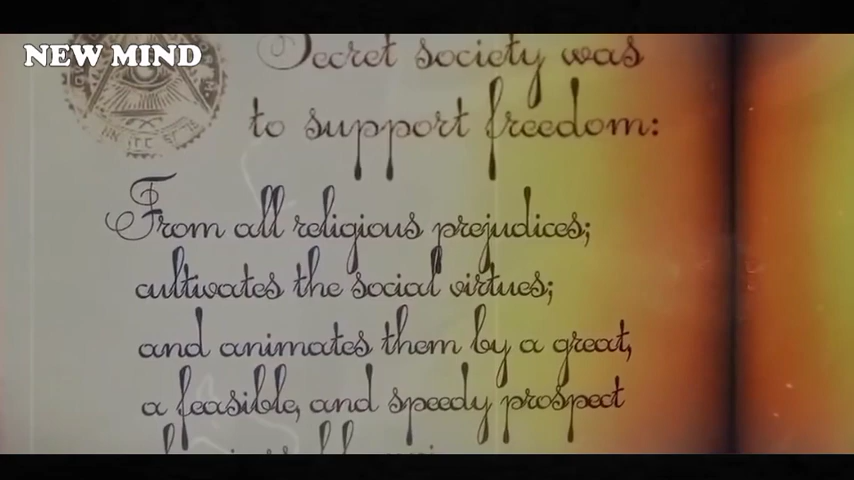 NEW MIND
Secret society was
to support freedom:
From all religious prejudices;
cultivates the social virtues;
and animates them by a great,
a feasible, and speedy prospect